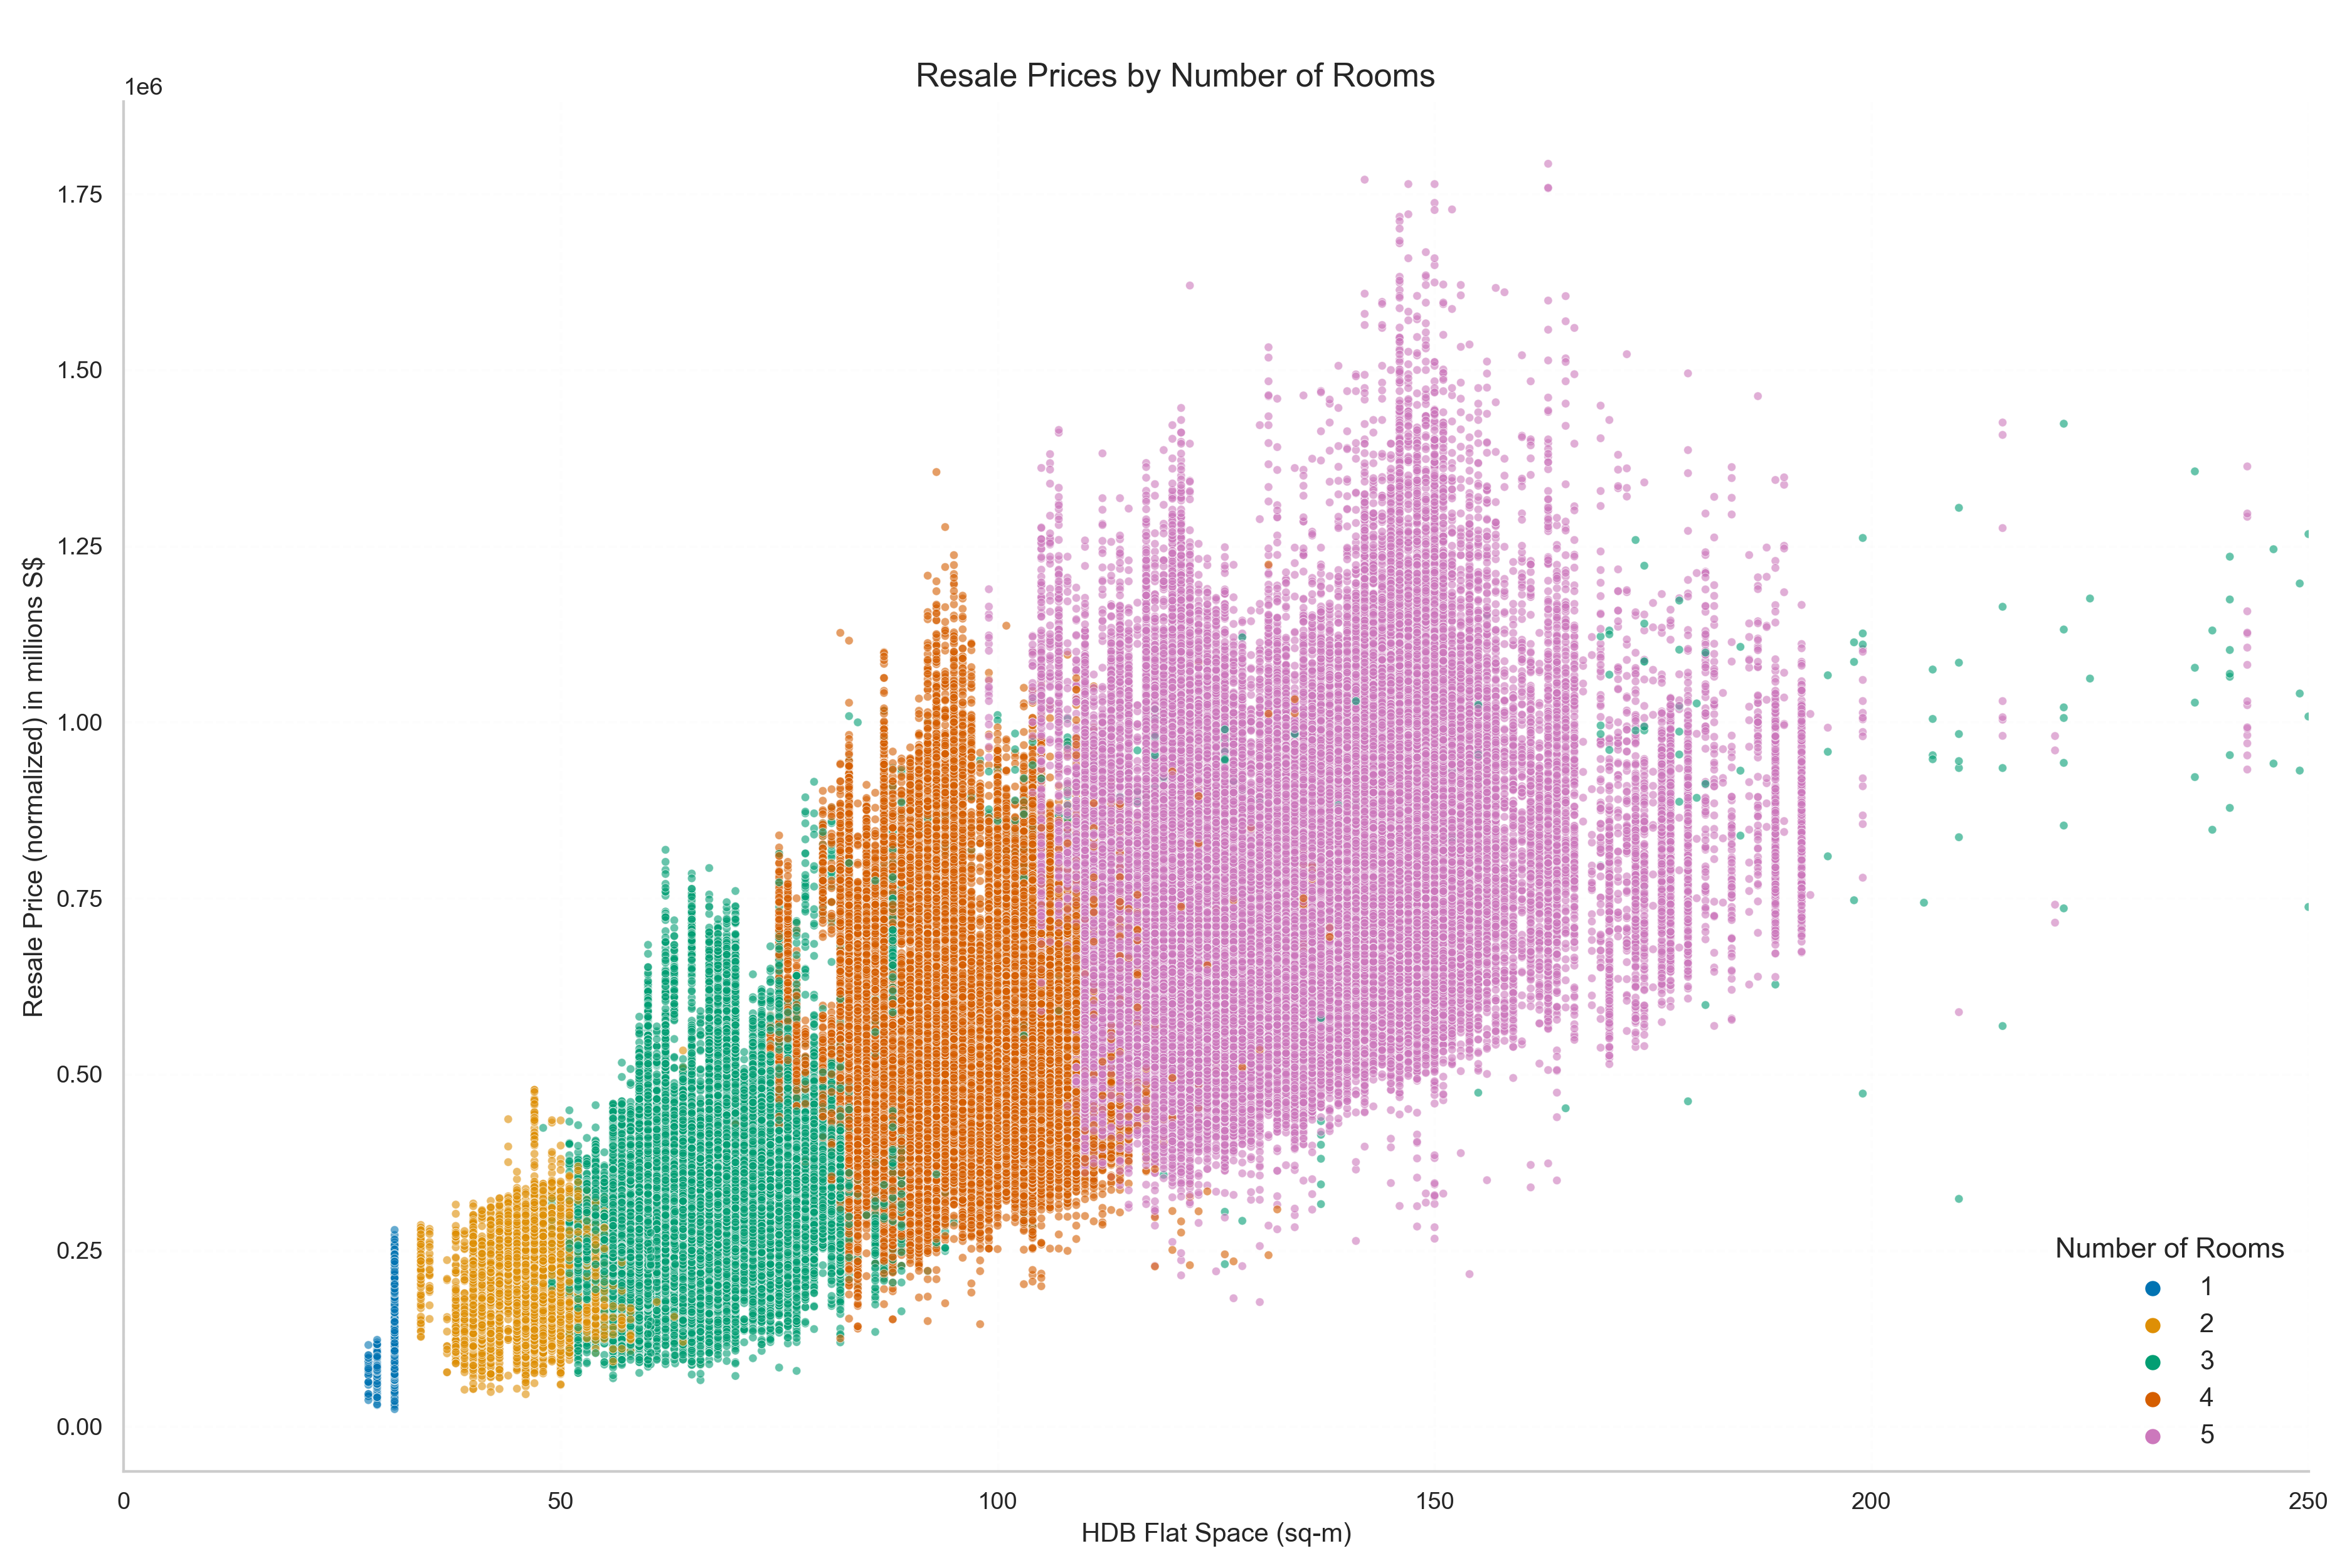 Resale Prices by Number of Rooms
1e6
1.75
1.50
1.25
1.00
0.75
0.50
0.25
0.00
Resale Price (normalized) in millions S$
0 50 100 150 200 250
HDB Flat Space (sq-m)
Number of Rooms
1
2
3
4
5